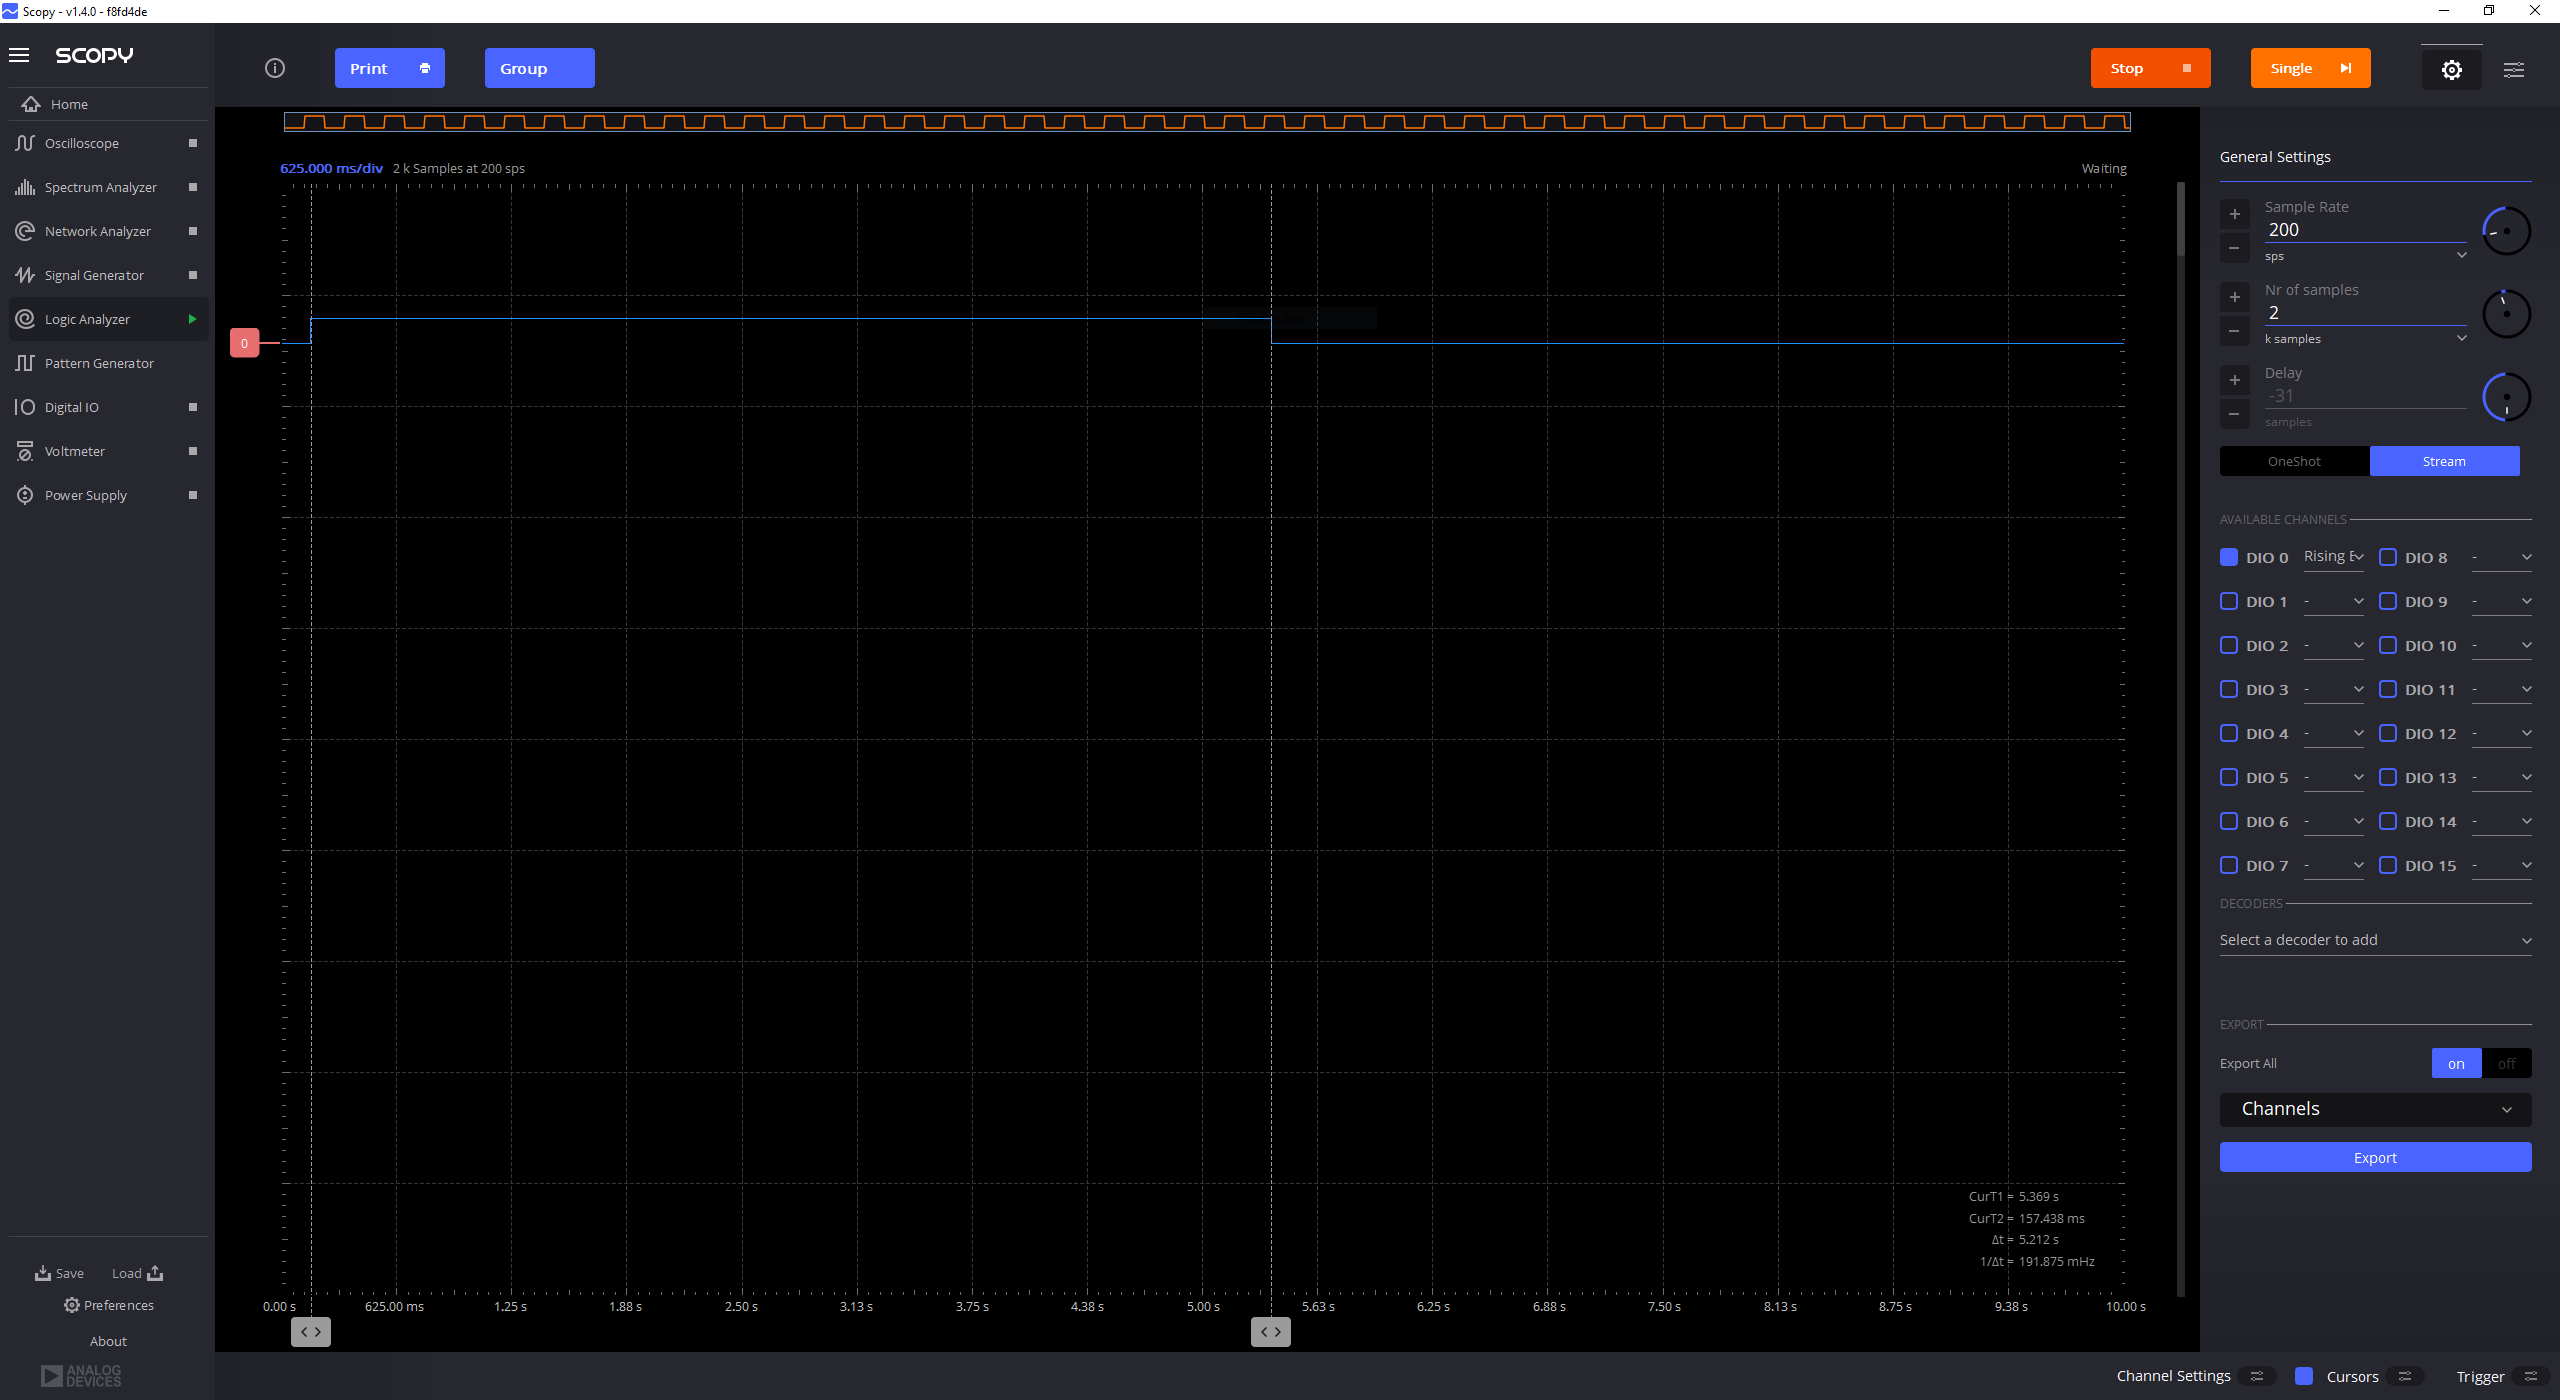 Scopy - v1.4.0 - f8fd4de
SCOPY
Home
Oscilloscope
Spectrum Analyzer
Network Analyzer
Signal Generator
Logic Analyzer
Pattern Generator
Digital IO
Voltmeter
Power Supply
Save Load
Preferences
About
ANALOG
DEVICES
Print Group Stop Single
625.000 ms/div 2 k Samples at 200 sps Waiting
0
CurT1 = 5.369 s
CurT2 = 157.438 ms
Δt = 5.212 s
1/Δt = 191.875 mHz
0.00 s 625.00 ms 1.25 s 1.88 s 2.50 s 3.13 s 3.75 s 4.38 s 5.00 s 5.63 s 6.25 s 6.88 s 7.50 s 8.13 s 8.75 s 9.38 s 10.00 s
General Settings
+ Sample Rate
200
- sps
+ Nr of samples
2
- k samples
+ Delay
-31
- samples
OneShot Stream
AVAILABLE CHANNELS
DIO 0 Rising E DIO 8 -
DIO 1 - DIO 9 -
DIO 2 - DIO 10 -
DIO 3 - DIO 11 -
DIO 4 - DIO 12 -
DIO 5 - DIO 13 -
DIO 6 - DIO 14 -
DIO 7 - DIO 15 -
DECODERS
Select a decoder to add
EXPORT
Export All on off
Channels
Export
Channel Settings Cursors Trigger